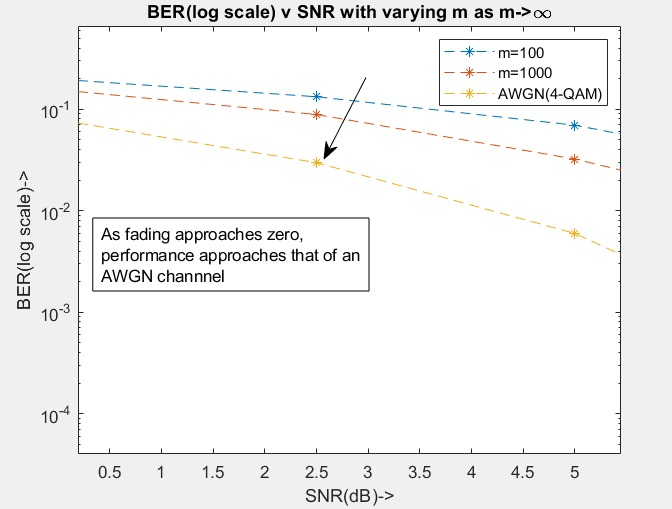 BER(log scale) v SNR with varying m as m->∞
m=100
m=1000
AWGN(4-QAM)
10^-1
10^-2
10^-3
10^-4
BER(log scale)->
As fading approaches zero,
performance approaches that of an
AWGN channnel
0.5 1 1.5 2 2.5 3 3.5 4 4.5 5
SNR(dB)->